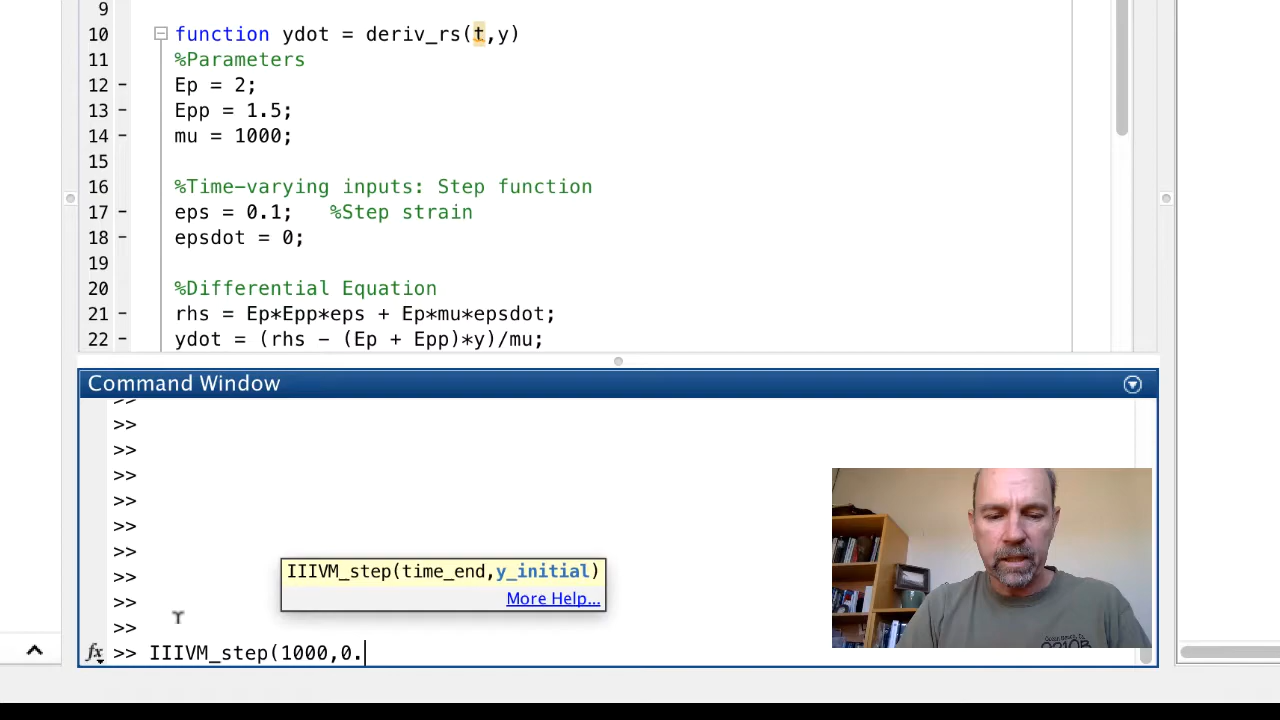 9
10 function ydot = deriv_rs(t,y)
11 %Parameters
12 - Ep = 2;
13 - Epp = 1.5;
14 - mu = 1000;
15
16 %Time-varying inputs: Step function
17 - eps = 0.1; %Step strain
18 - epsdot = 0;
19
20 %Differential Equation
21 - rhs = Ep*Epp*eps + Ep*mu*epsdot;
22 - ydot = (rhs - (Ep + Epp)*y)/mu;
Command Window
>>
>>
>>
>>
>>
>>
>>
>>
>>
>>
IIIVM_step(time_end,y_initial)
More Help...
fx >> IIIVM_step(1000,0.